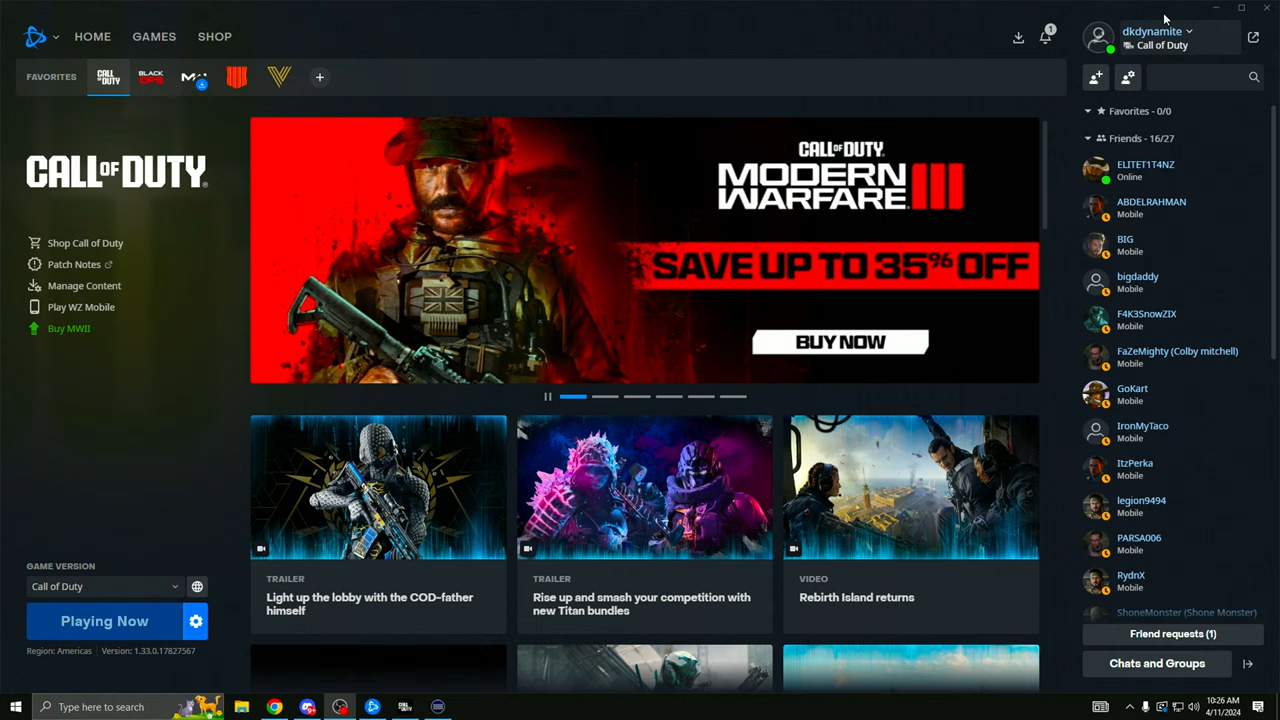 HOME
GAMES
SHOP
1
dkdynamite
Call of Duty
FAVORITES
CALL OF DUTY
BLACK OPS
+
Favorites - 0/0
Friends - 16/27
ELITET1T4NZ
Online
ABDELRAHMAN
Mobile
BIG
Mobile
bigdaddy
Mobile
F4K3SnowZIX
Mobile
FaZeMighty (Colby mitchell)
Mobile
GoKart
Mobile
IronMyTaco
Mobile
ItzPerka
Mobile
legion9494
Mobile
PARSA006
Mobile
RydnX
Mobile
ShoneMonster (Shone Monster)
Friend requests (1)
Chats and Groups
CALL OF DUTY®
Shop Call of Duty
Patch Notes
Manage Content
Play WZ Mobile
Buy MWII
CALL OF DUTY
MODERN
WARFARE III
SAVE UP TO 35% OFF
BUY NOW
TRAILER
Light up the lobby with the COD-father
himself
TRAILER
Rise up and smash your competition with
new Titan bundles
VIDEO
Rebirth Island returns
GAME VERSION
Call of Duty
Playing Now
Region: Americas | Version: 1.33.0.17827567
Type here to search
10:26 AM
4/11/2024